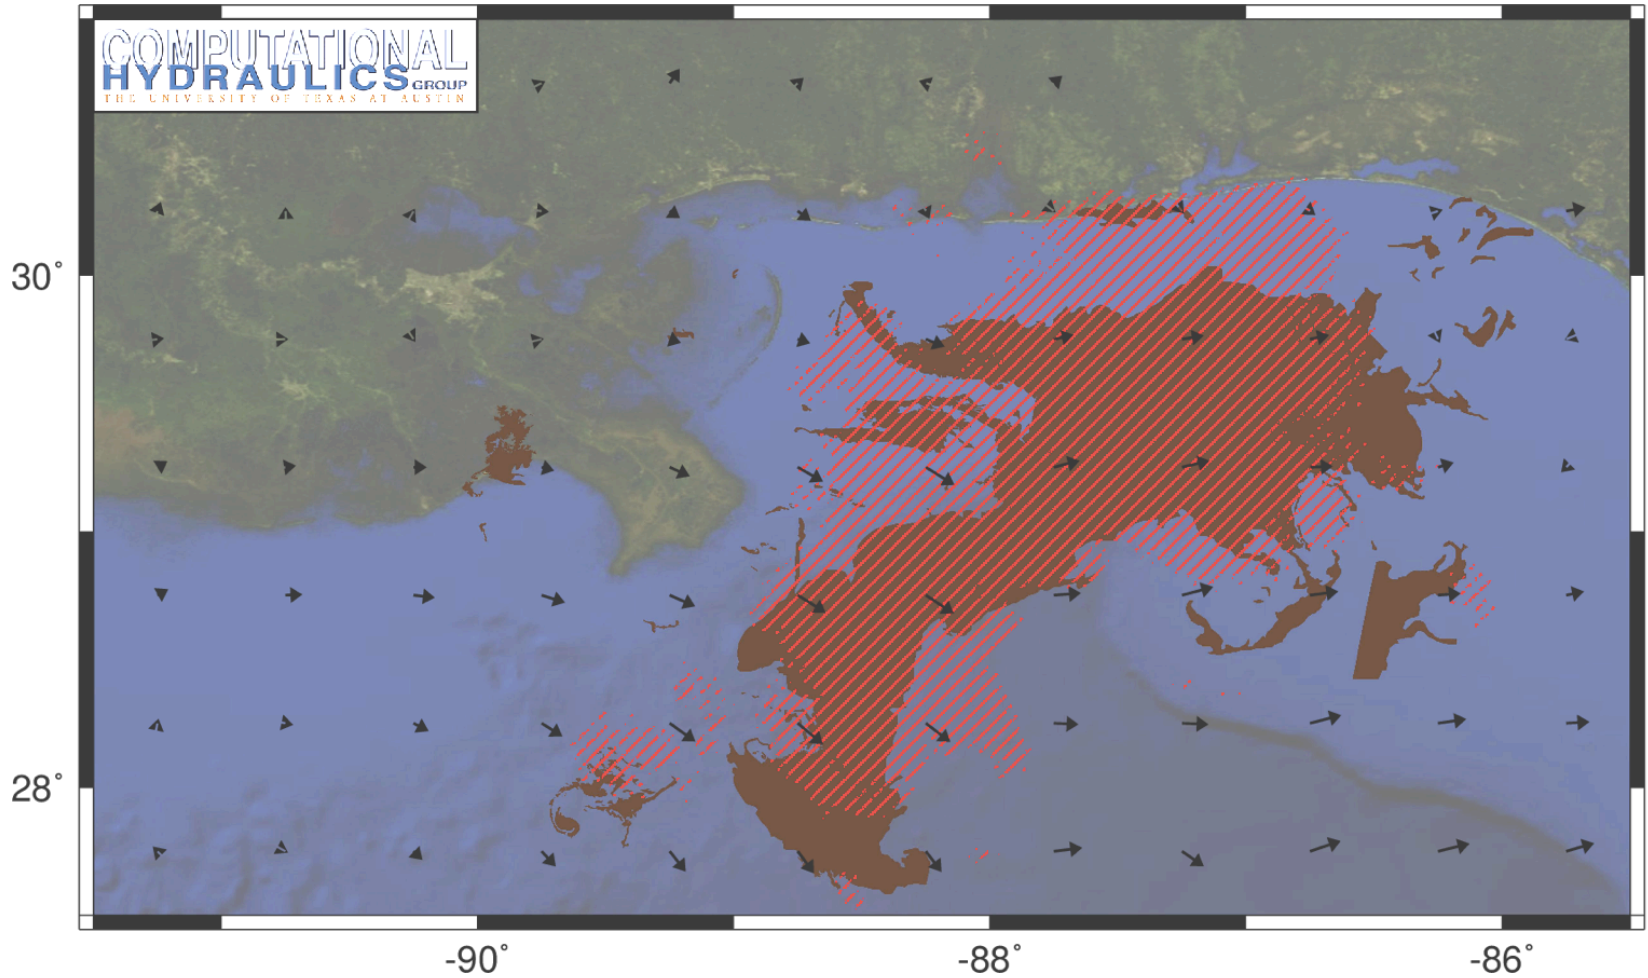 COMPUTATIONAL
HYDRAULICS GROUP
THE UNIVERSITY OF TEXAS AT AUSTIN
30°
28°
-90° -88° -86°